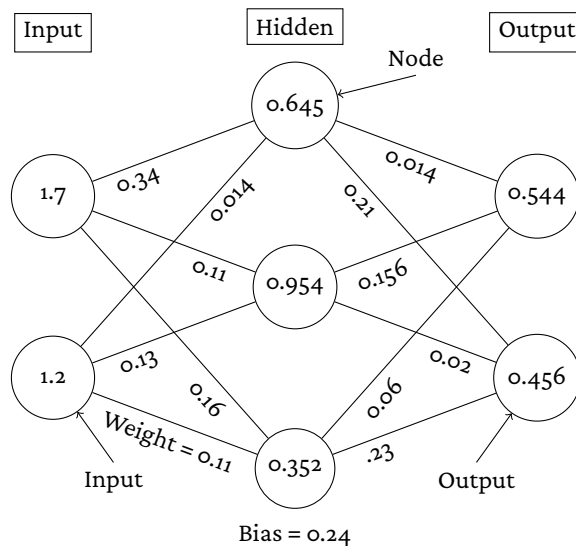 Input
Hidden
Output
Node
0.645
0.34
0.014
0.014
0.21
1.7
0.544
0.11
0.954
0.156
0.13
0.02
1.2
0.456
0.16
0.06
Weight = 0.11
0.352
.23
Input
Output
Bias = 0.24